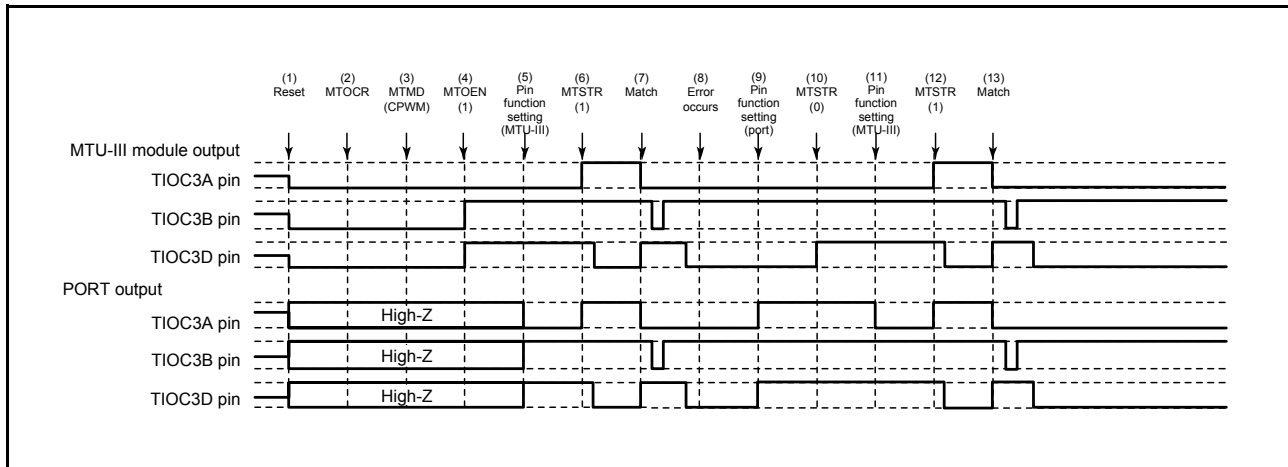 (1)
Reset
(2)
MTOCR
(3)
MTMD
(CPWM)
(4)
MTOEN
(1)
(5)
Pin
function
setting
(MTU-III)
(6)
MTSTR
(1)
(7)
Match
(8)
Error
occurs
(9)
Pin
function
setting
(port)
(10)
MTSTR
(0)
(11)
Pin
function
setting
(MTU-III)
(12)
MTSTR
(1)
(13)
Match
MTU-III module output
TIOC3A pin
TIOC3B pin
TIOC3D pin
PORT output
TIOC3A pin
High-Z
TIOC3B pin
High-Z
TIOC3D pin
High-Z